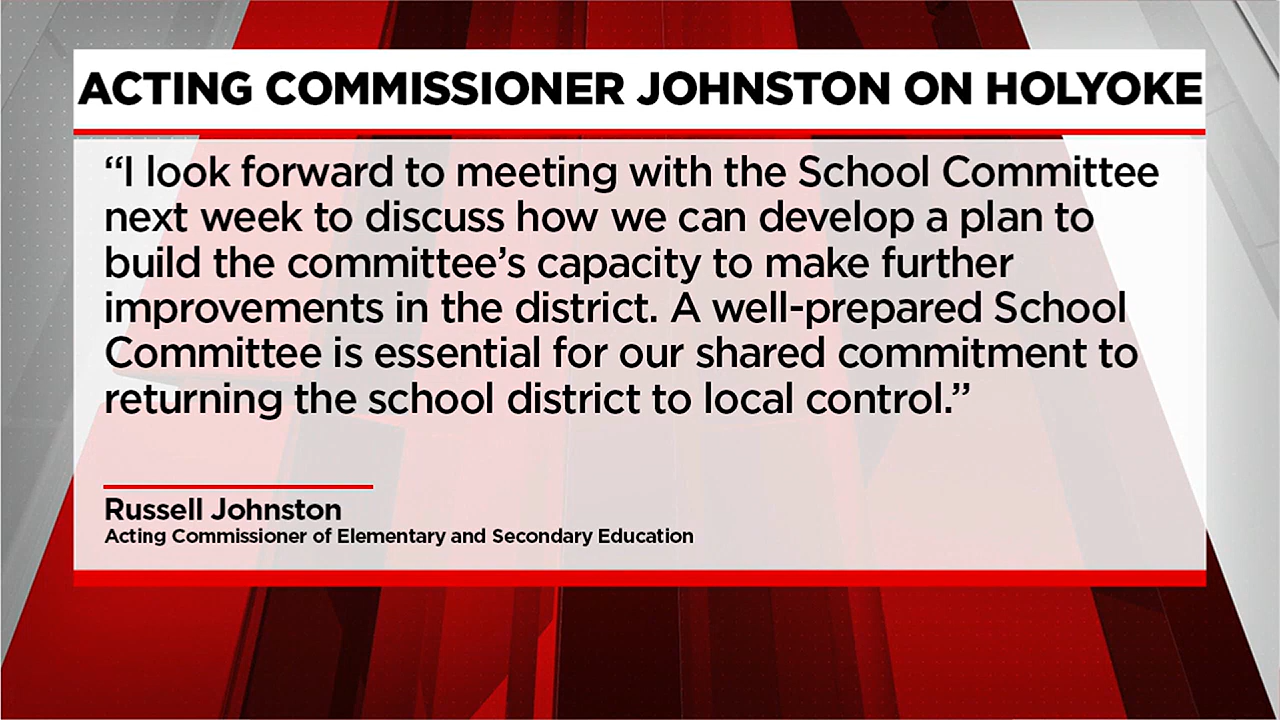 ACTING COMMISSIONER JOHNSTON ON HOLYOKE
“I look forward to meeting with the School Committee
next week to discuss how we can develop a plan to
build the committee’s capacity to make further
improvements in the district. A well-prepared School
Committee is essential for our shared commitment to
returning the school district to local control.”
Russell Johnston
Acting Commissioner of Elementary and Secondary Education